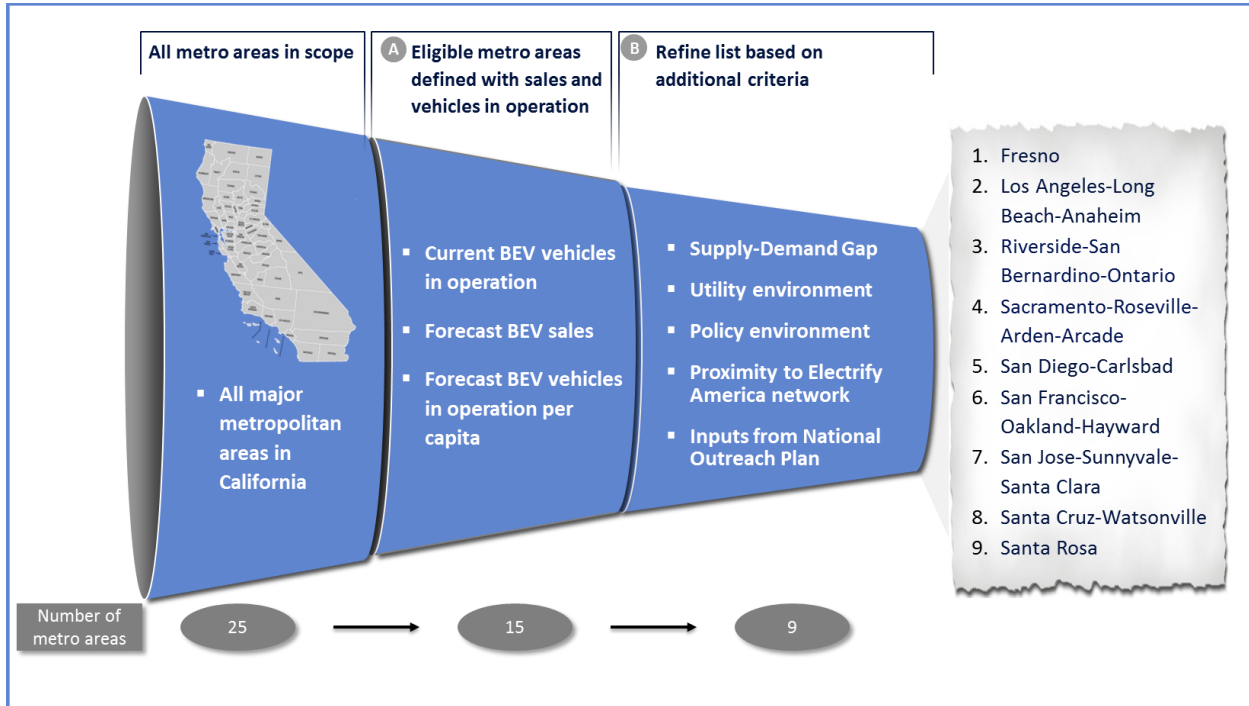 All metro areas in scope
A
Eligible metro areas
defined with sales and
vehicles in operation
B
Refine list based on
additional criteria
▪ All major
metropolitan
areas in
California
▪ Current BEV vehicles
in operation
▪ Forecast BEV sales
▪ Forecast BEV vehicles
in operation per
capita
▪ Supply-Demand Gap
▪ Utility environment
▪ Policy environment
▪ Proximity to Electrify
America network
▪ Inputs from National
Outreach Plan
1. Fresno
2. Los Angeles-Long
Beach-Anaheim
3. Riverside-San
Bernardino-Ontario
4. Sacramento-Roseville-
Arden-Arcade
5. San Diego-Carlsbad
6. San Francisco-
Oakland-Hayward
7. San Jose-Sunnyvale-
Santa Clara
8. Santa Cruz-Watsonville
9. Santa Rosa
Number of
metro areas
25
15
9